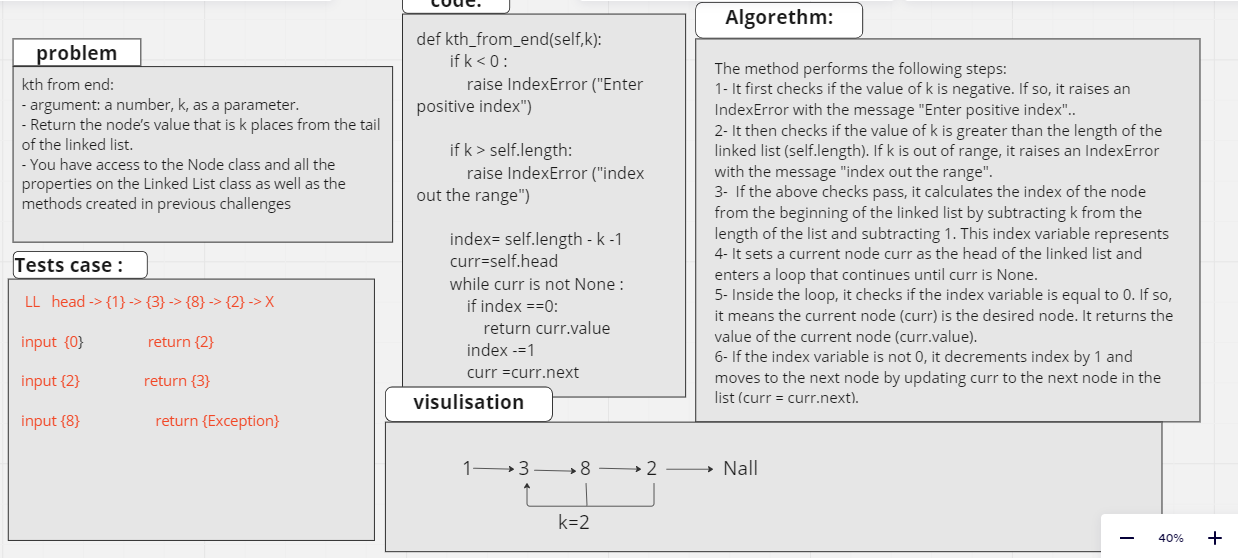 problem
kth from end:
- argument: a number, k, as a parameter.
- Return the node’s value that is k places from the tail
of the linked list.
- You have access to the Node class and all the
properties on the Linked List class as well as the
methods created in previous challenges
Tests case :
LL head -> {1} -> {3} -> {8} -> {2} -> X
input {0} return {2}
input {2} return {3}
input {8} return {Exception}
code:
def kth_from_end(self,k):
if k < 0 :
raise IndexError ("Enter
positive index")
if k > self.length:
raise IndexError ("index
out the range")
index= self.length - k -1
curr=self.head
while curr is not None :
if index ==0:
return curr.value
index -=1
curr =curr.next
Algorethm:
The method performs the following steps:
1- It first checks if the value of k is negative. If so, it raises an
IndexError with the message "Enter positive index"..
2- It then checks if the value of k is greater than the length of the
linked list (self.length). If k is out of range, it raises an IndexError
with the message "index out the range".
3- If the above checks pass, it calculates the index of the node
from the beginning of the linked list by subtracting k from the
length of the list and subtracting 1. This index variable represents
4- It sets a current node curr as the head of the linked list and
enters a loop that continues until curr is None.
5- Inside the loop, it checks if the index variable is equal to 0. If so,
it means the current node (curr) is the desired node. It returns the
value of the current node (curr.value).
6- If the index variable is not 0, it decrements index by 1 and
moves to the next node by updating curr to the next node in the
list (curr = curr.next).
visulisation
1 3 8 2 Nall
k=2
40%